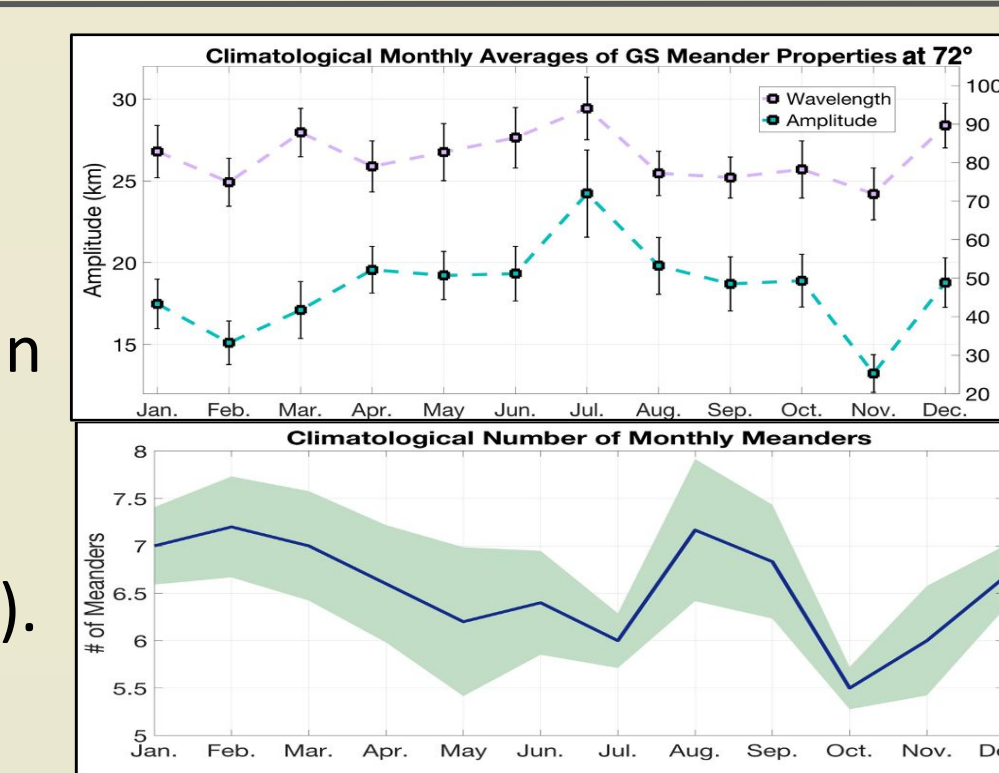 Climatological Monthly Averages of GS Meander Properties at 72°
30
25
20
15
Amplitude (km)
Wavelength
Amplitude
100
90
80
70
60
50
40
30
20
Jan. Feb. Mar. Apr. May Jun. Jul. Aug. Sep. Oct. Nov. Dec.
n
Climatological Number of Monthly Meanders
8
7.5
7
6.5
6
5.5
5
# of Meanders
Jan. Feb. Mar. Apr. May Jun. Jul. Aug. Sep. Oct. Nov.
).